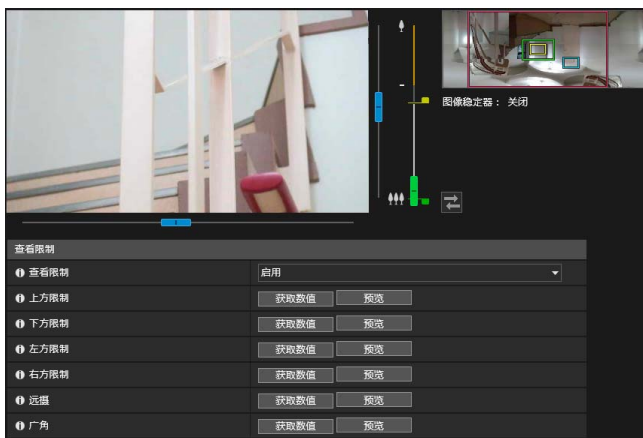 图像稳定器： 关闭
查看限制
查看限制 启用
上方限制 获取数值 预览
下方限制 获取数值 预览
左方限制 获取数值 预览
右方限制 获取数值 预览
远摄 获取数值 预览
广角 获取数值 预览